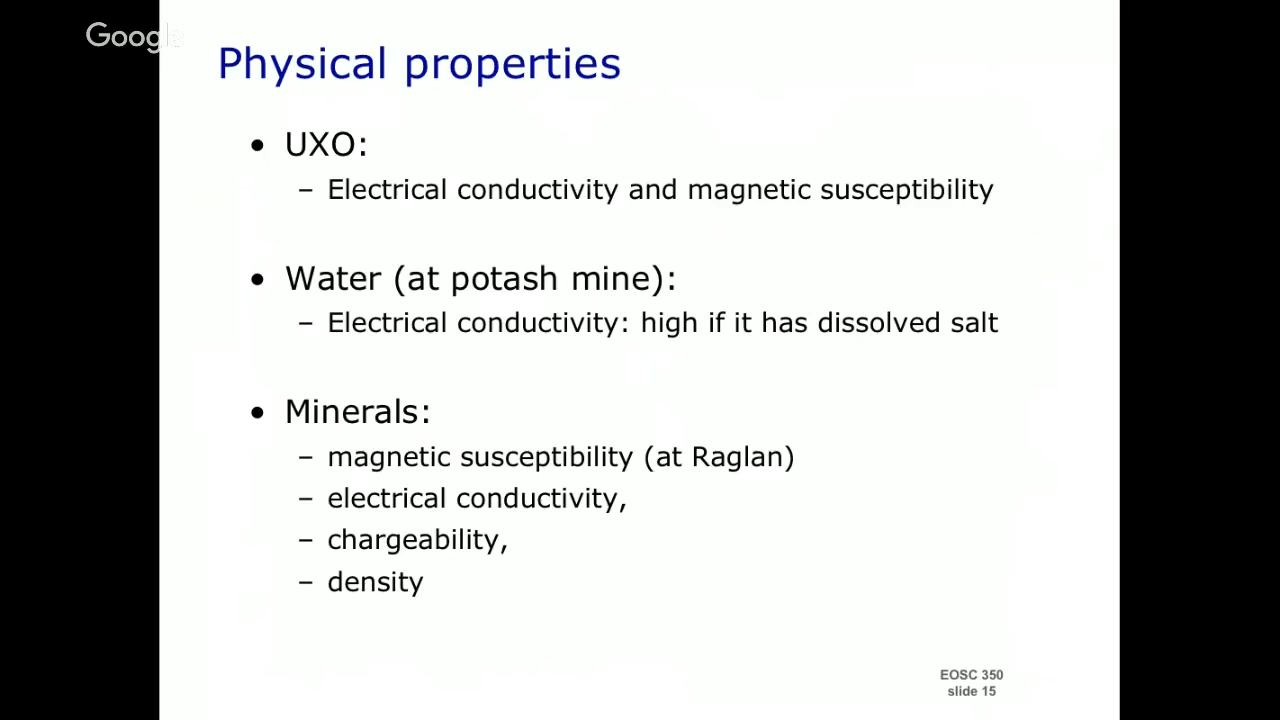 Google
Physical properties
• UXO:
– Electrical conductivity and magnetic susceptibility
• Water (at potash mine):
– Electrical conductivity: high if it has dissolved salt
• Minerals:
– magnetic susceptibility (at Raglan)
– electrical conductivity,
– chargeability,
– density
EOSC 350
slide 15